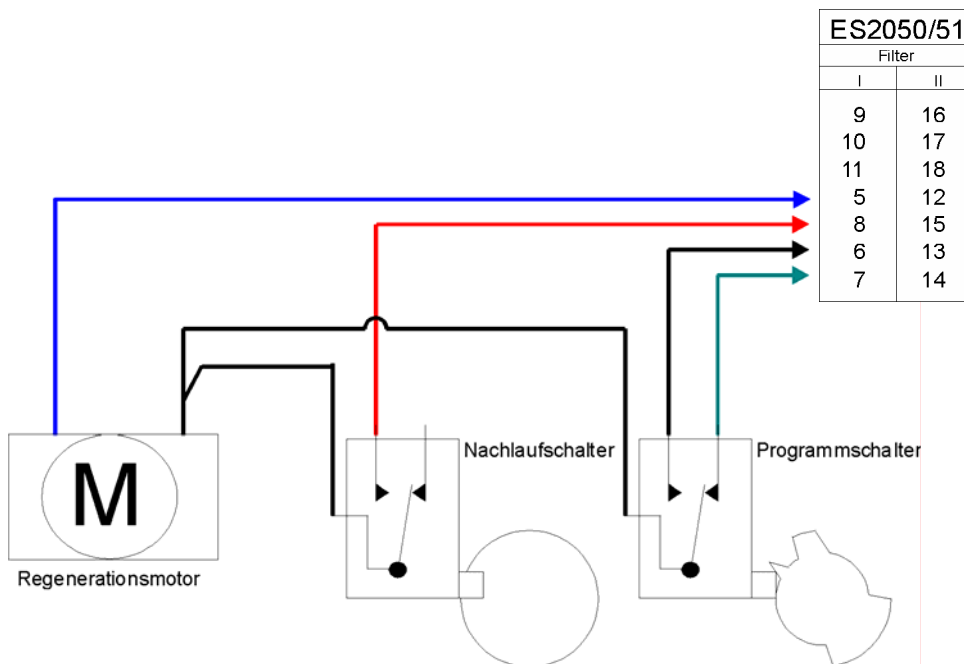 ES2050/51
Filter
I II
9 16
10 17
11 18
5 12
8 15
6 13
7 14
Nachlaufschalter
Programmschalter
M
Regenerationsmotor